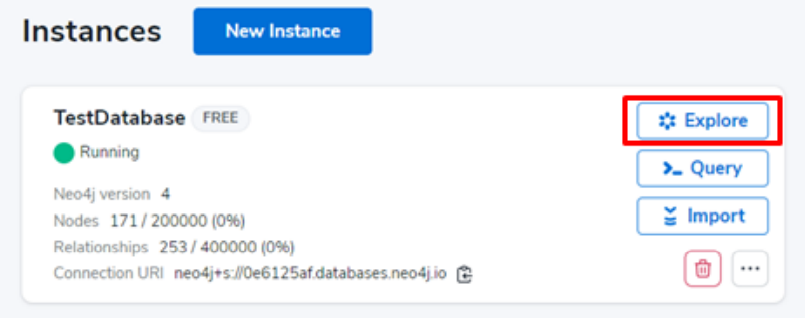 Instances New Instance
TestDatabase FREE
Explore
Running
Query
Neo4j version 4
Nodes 171 / 200000 (0%)
Import
Relationships 253 / 400000 (0%)
Connection URI neo4j+s://0e6125af.databases.neo4j.io